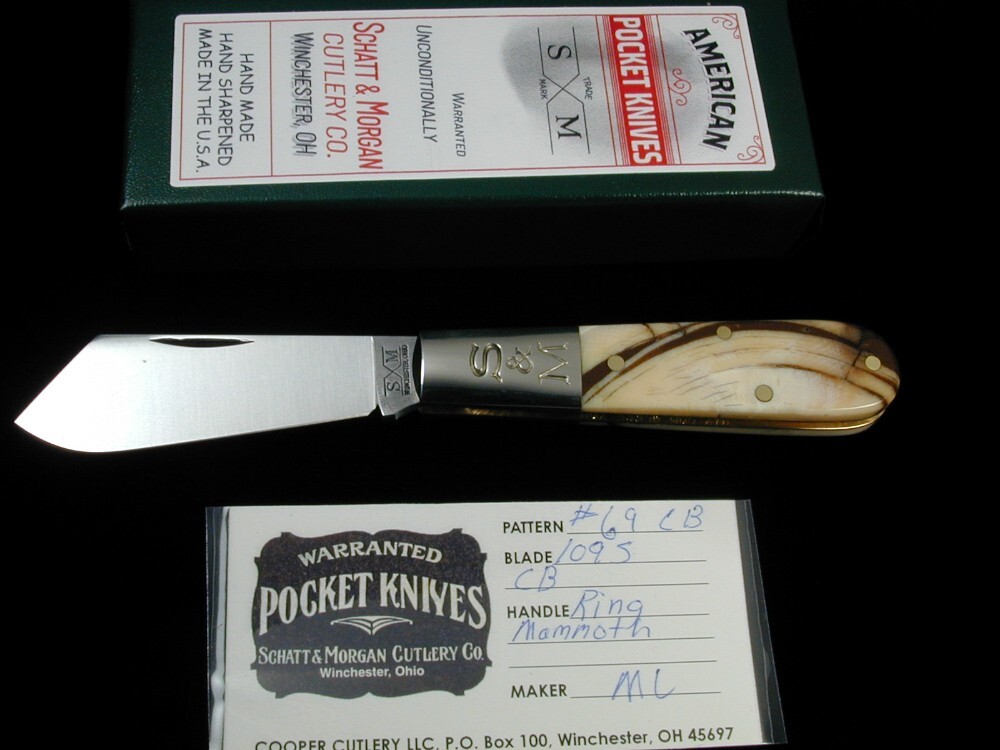 AMERICAN
POCKET KNIVES
TRADE
S M
MARK
WARRANTED
UNCONDITIONALLY
SCHATT & MORGAN
CUTLERY CO.
WINCHESTER, OH
HAND MADE
HAND SHARPENED
MADE IN THE U.S.A.
S&M
S M
WARRANTED
POCKET KNIVES
SCHATT & MORGAN CUTLERY CO.
Winchester, Ohio
PATTERN #69 CB
BLADE 1095
CB
HANDLE Ring
Mammoth
MAKER ML
COOPER CUTLERY LLC, P.O. Box 100, Winchester, OH 45697